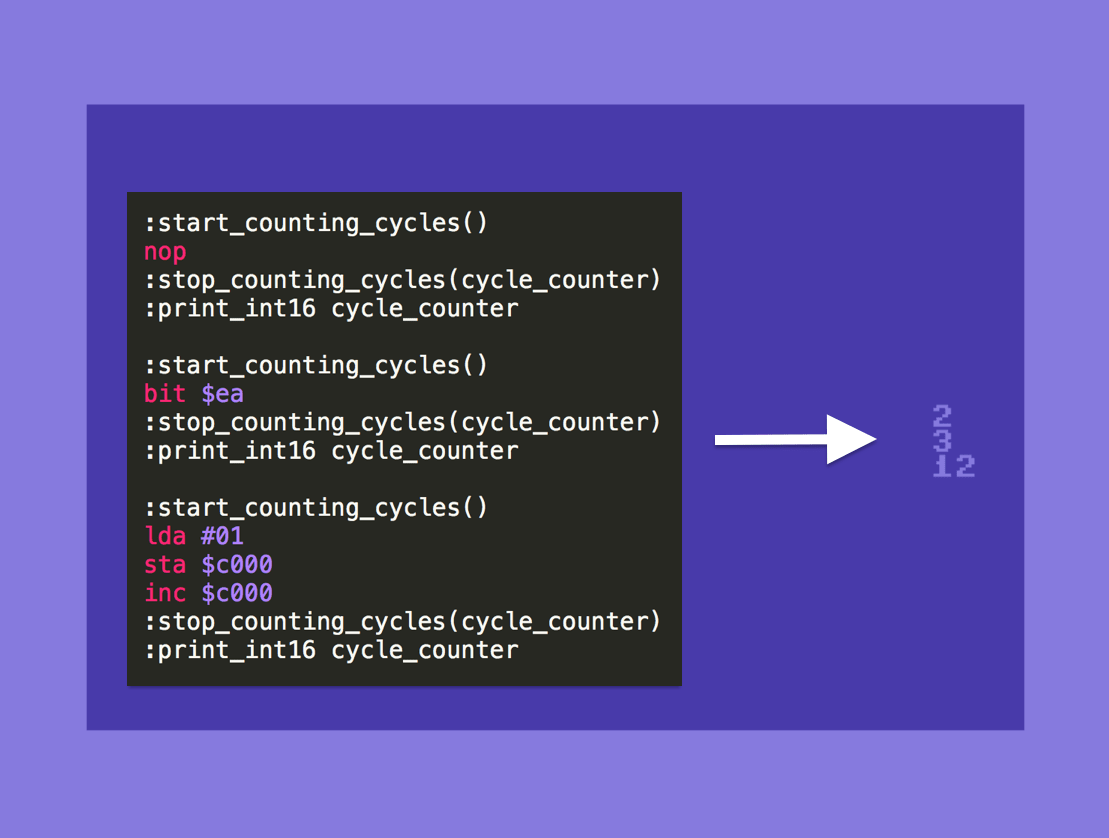 :start_counting_cycles()
nop
:stop_counting_cycles(cycle_counter)
:print_int16 cycle_counter
:start_counting_cycles()
bit $ea
:stop_counting_cycles(cycle_counter)
:print_int16 cycle_counter
:start_counting_cycles()
lda #01
sta $c000
inc $c000
:stop_counting_cycles(cycle_counter)
:print_int16 cycle_counter
2
3
12